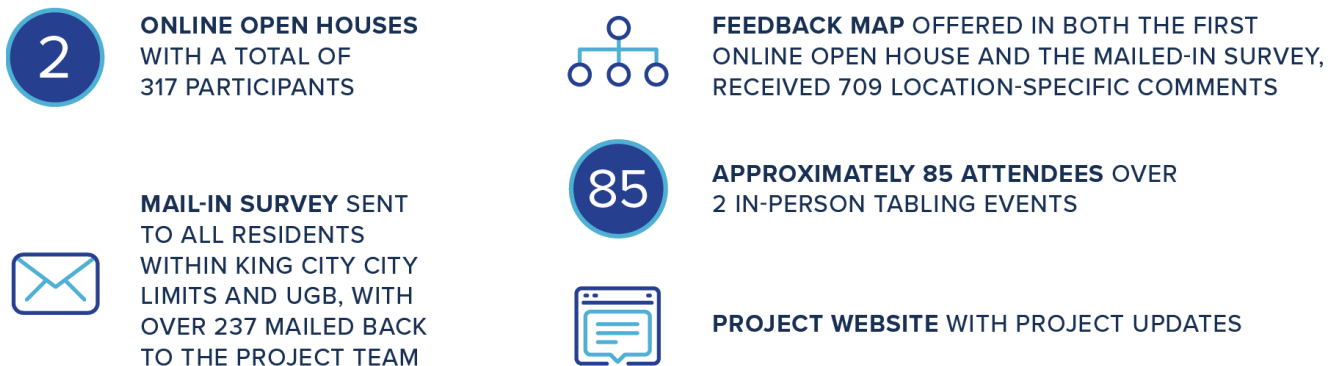 2
ONLINE OPEN HOUSES
WITH A TOTAL OF
317 PARTICIPANTS
MAIL-IN SURVEY SENT
TO ALL RESIDENTS
WITHIN KING CITY CITY
LIMITS AND UGB, WITH
OVER 237 MAILED BACK
TO THE PROJECT TEAM
FEEDBACK MAP OFFERED IN BOTH THE FIRST
ONLINE OPEN HOUSE AND THE MAILED-IN SURVEY,
RECEIVED 709 LOCATION-SPECIFIC COMMENTS
85
APPROXIMATELY 85 ATTENDEES OVER
2 IN-PERSON TABLING EVENTS
PROJECT WEBSITE WITH PROJECT UPDATES